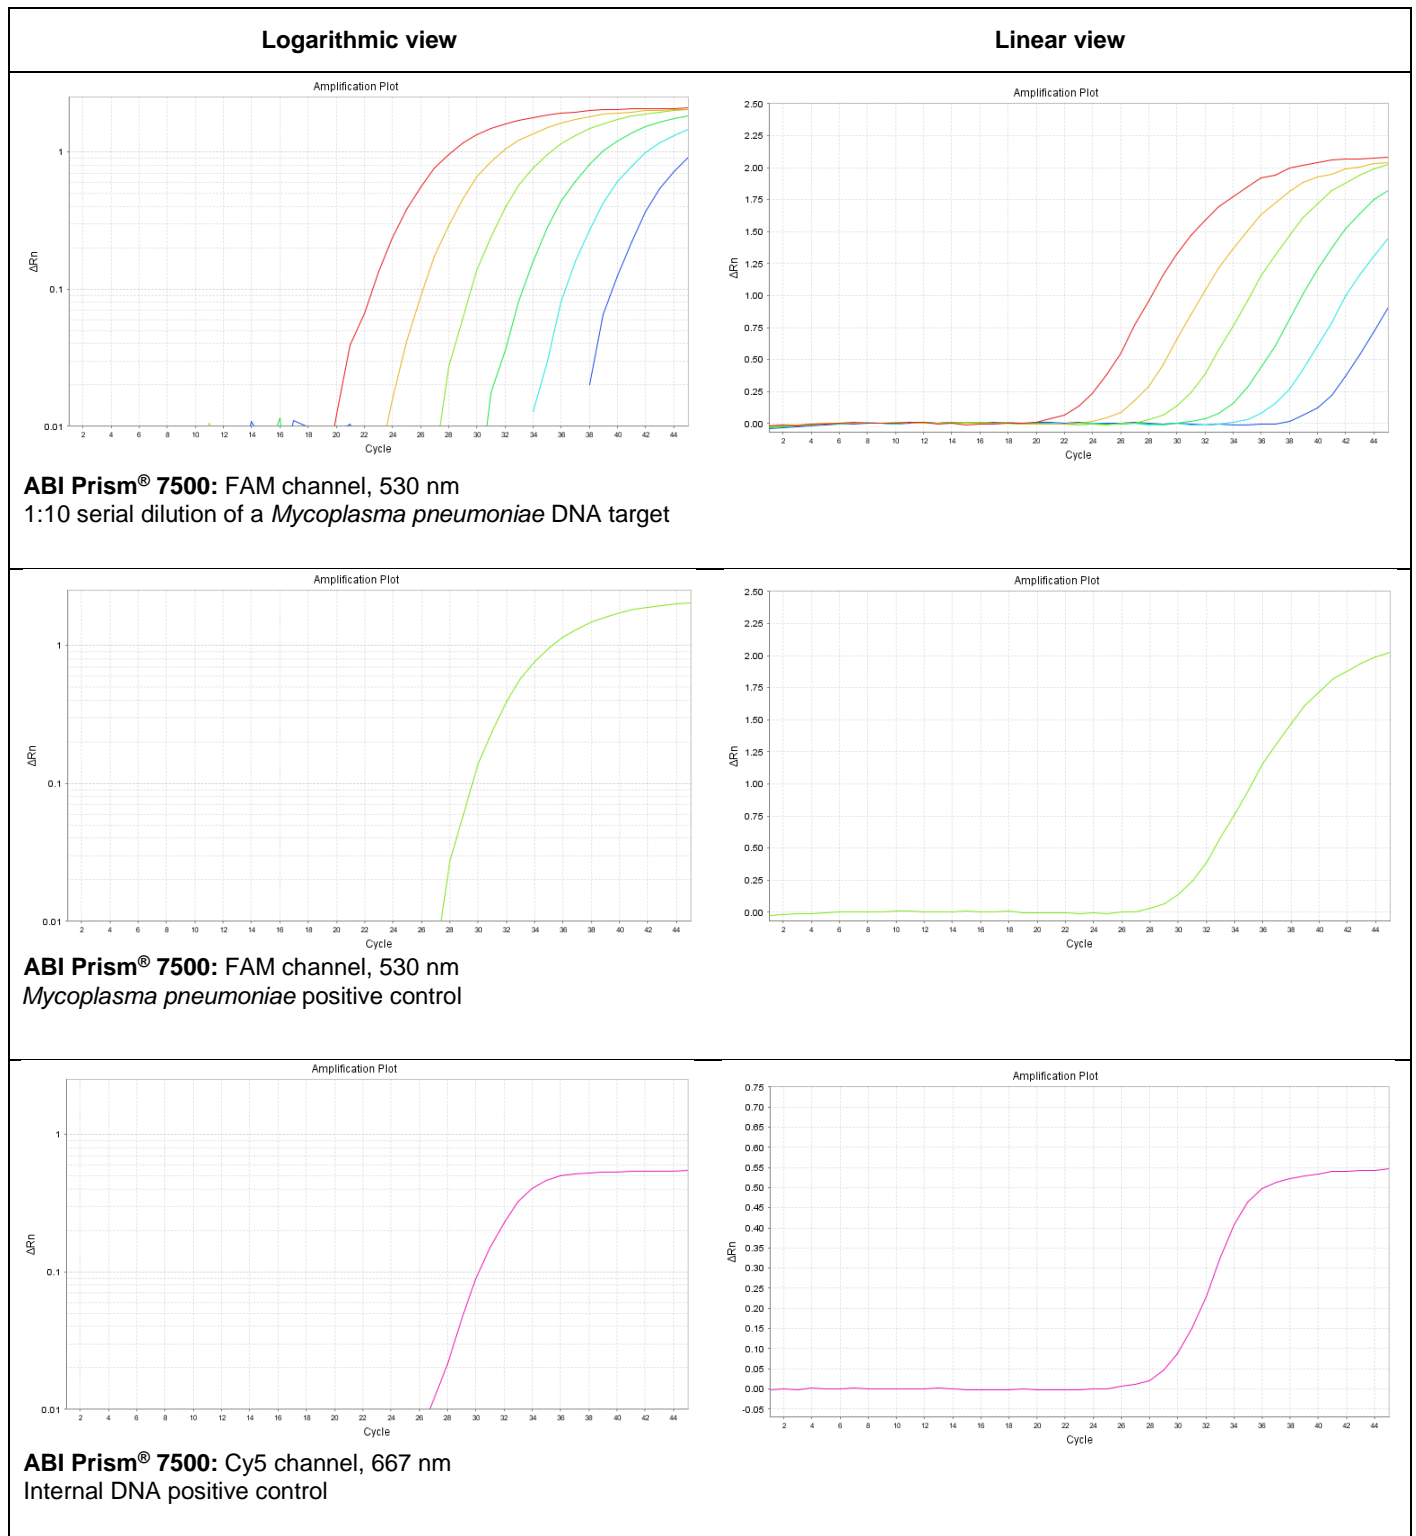 Logarithmic view
Linear view
Amplification Plot
1
0.1
0.01
ΔRn
2 4 6 8 10 12 14 16 18 20 22 24 26 28 30 32 34 36 38 40 42 44
Cycle
Amplification Plot
2.50
2.25
2.00
1.75
1.50
1.25
1.00
0.75
0.50
0.25
0.00
ΔRn
2 4 6 8 10 12 14 16 18 20 22 24 26 28 30 32 34 36 38 40 42 44
Cycle
ABI Prism® 7500: FAM channel, 530 nm
1:10 serial dilution of a Mycoplasma pneumoniae DNA target
Amplification Plot
1
0.1
0.01
ΔRn
2 4 6 8 10 12 14 16 18 20 22 24 26 28 30 32 34 36 38 40 42 44
Cycle
Amplification Plot
2.50
2.25
2.00
1.75
1.50
1.25
1.00
0.75
0.50
0.25
0.00
ΔRn
2 4 6 8 10 12 14 16 18 20 22 24 26 28 30 32 34 36 38 40 42 44
Cycle
ABI Prism® 7500: FAM channel, 530 nm
Mycoplasma pneumoniae positive control
Amplification Plot
1
0.1
0.01
ΔRn
2 4 6 8 10 12 14 16 18 20 22 24 26 28 30 32 34 36 38 40 42 44
Cycle
Amplification Plot
0.75
0.70
0.65
0.60
0.55
0.50
0.45
0.40
0.35
0.30
0.25
0.20
0.15
0.10
0.05
0.00
-0.05
ΔRn
2 4 6 8 10 12 14 16 18 20 22 24 26 28 30 32 34 36 38 40 42 44
Cycle
ABI Prism® 7500: Cy5 channel, 667 nm
Internal DNA positive control